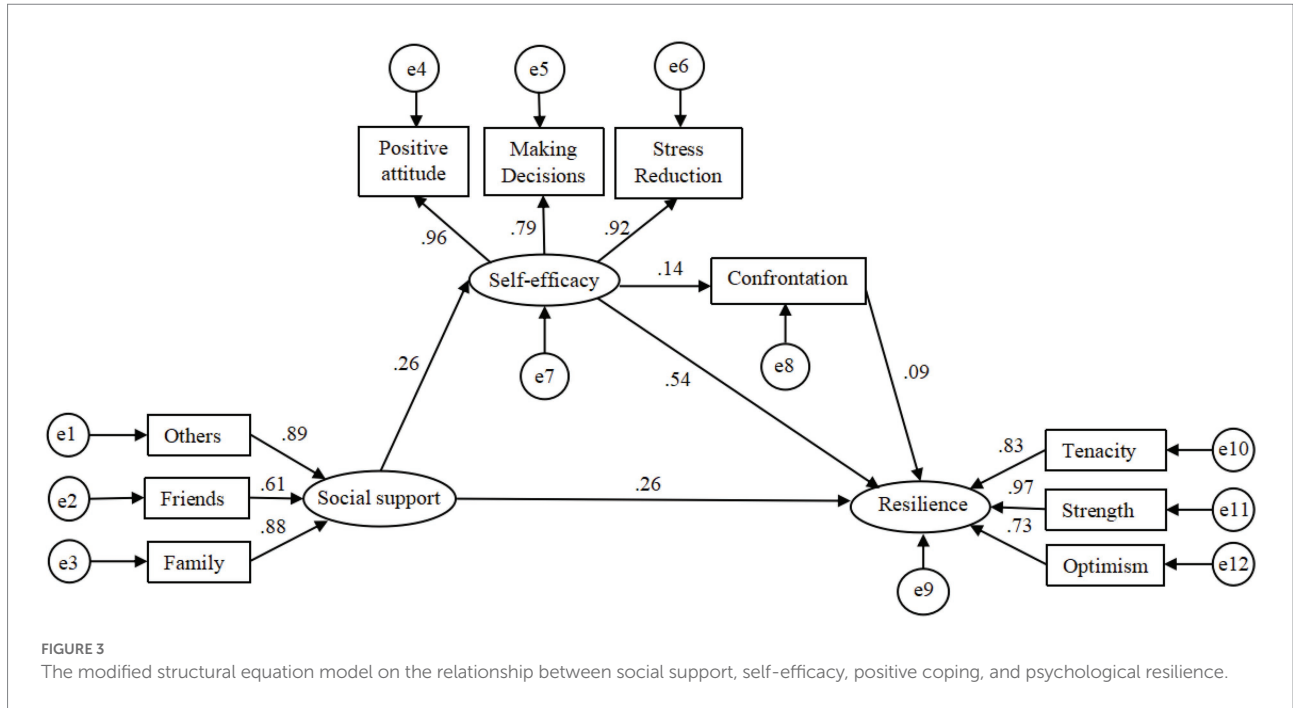 e4
e5
e6
Positive
attitude
Making
Decisions
Stress
Reduction
.96
.79
.92
Self-efficacy
.14
Confrontation
e7
e8
.26
.54
.09
e1
Others
.89
e2
Friends
.61
Social support
e3
Family
.88
.26
Resilience
e9
.83
Tenacity
e10
.97
Strength
e11
.73
Optimism
e12
FIGURE 3
The modified structural equation model on the relationship between social support, self-efficacy, positive coping, and psychological resilience.